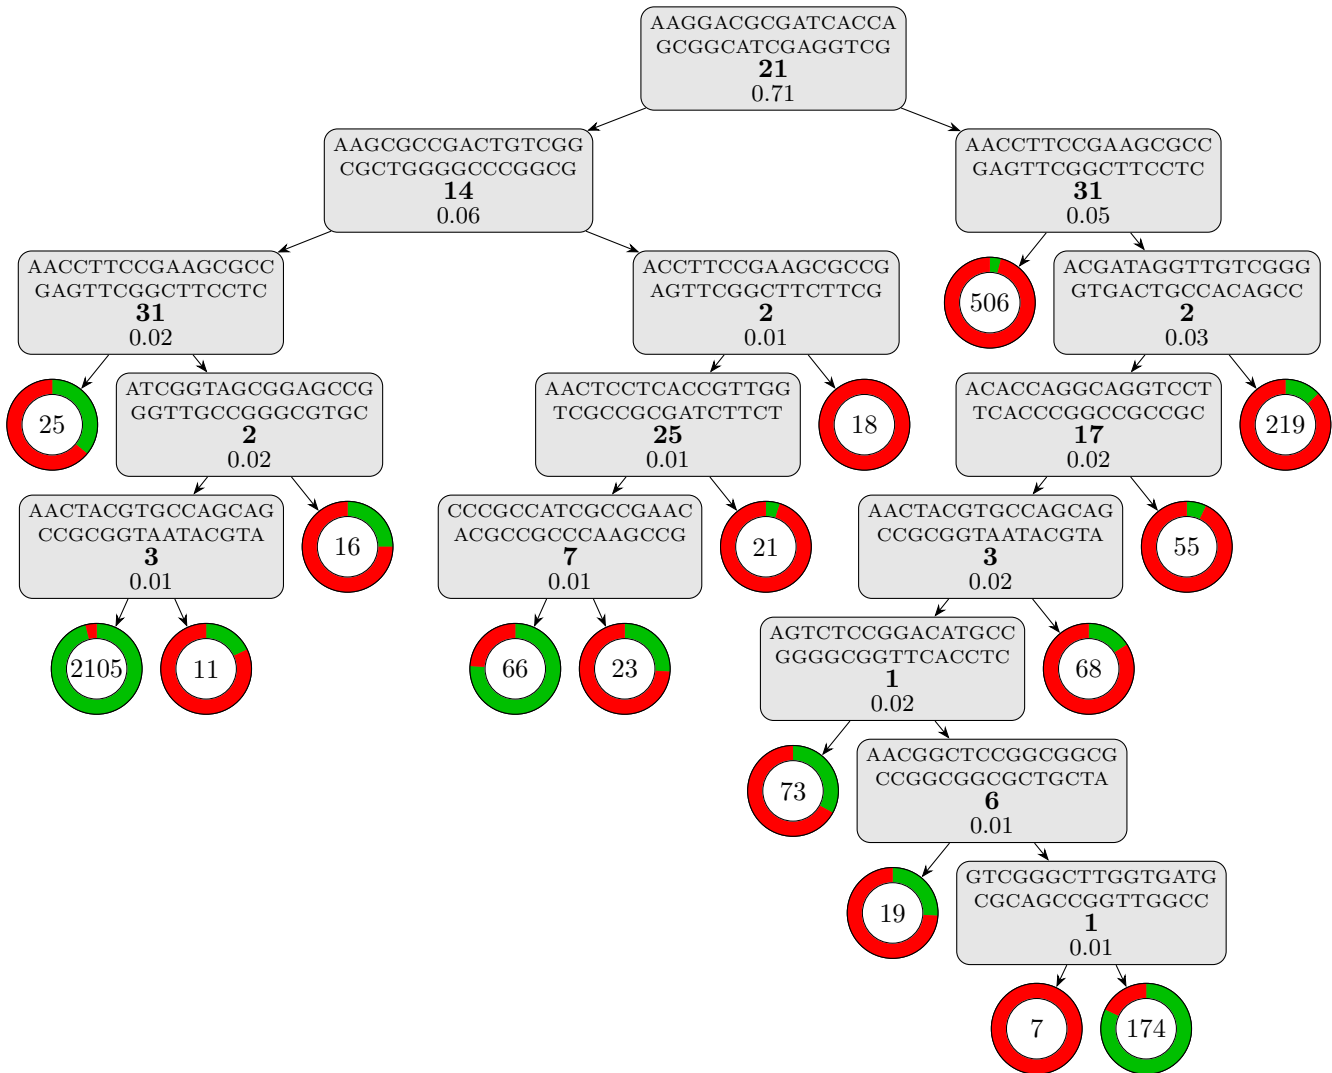 AAGGACGCGATCACCA
GCGGCATCGAGGTCG
21
0.71
AAGCGCCGACTGTCGG
CGCTGGGGCCCGGCG
14
0.06
AACCTTCCGAAGCGCC
GAGTTCGGCTTCCTC
31
0.05
AACCTTCCGAAGCGCC
GAGTTCGGCTTCCTC
31
0.02
ACCTTCCGAAGCGCCG
AGTTCGGCTTCTTCG
2
0.01
506
ACGATAGGTTGTCGGG
GTGACTGCCACAGCC
2
0.03
25
ATCGGTAGCGGAGCCG
GGTTGCCGGGCGTGC
2
0.02
AACTCCTCACCGTTGG
TCGCCGCGATCTTCT
25
0.01
18
ACACCAGGCAGGTCCT
TCACCCGGCCGCCGC
17
0.02
219
AACTACGTGCCAGCAG
CCGCGGTAATACGTA
3
0.01
16
CCCGCCATCGCCGAAC
ACGCCGCCCAAGCCG
7
0.01
21
AACTACGTGCCAGCAG
CCGCGGTAATACGTA
3
0.02
55
2105
11
66
23
AGTCTCCGGACATGCC
GGGGCGGTTCACCTC
1
0.02
68
73
AACGGCTCCGGCGGCG
CCGGCGGCGCTGCTA
6
0.01
19
GTCGGGCTTGGTGATG
CGCAGCCGGTTGGCC
1
0.01
7
174